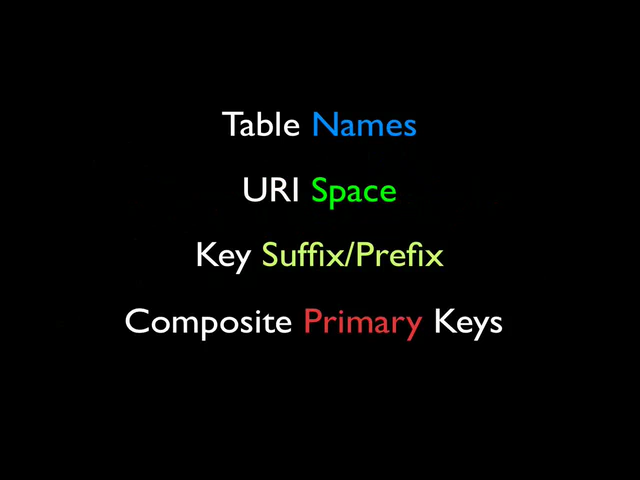 Table Names
URI Space
Key Suffix/Prefix
Composite Primary Keys